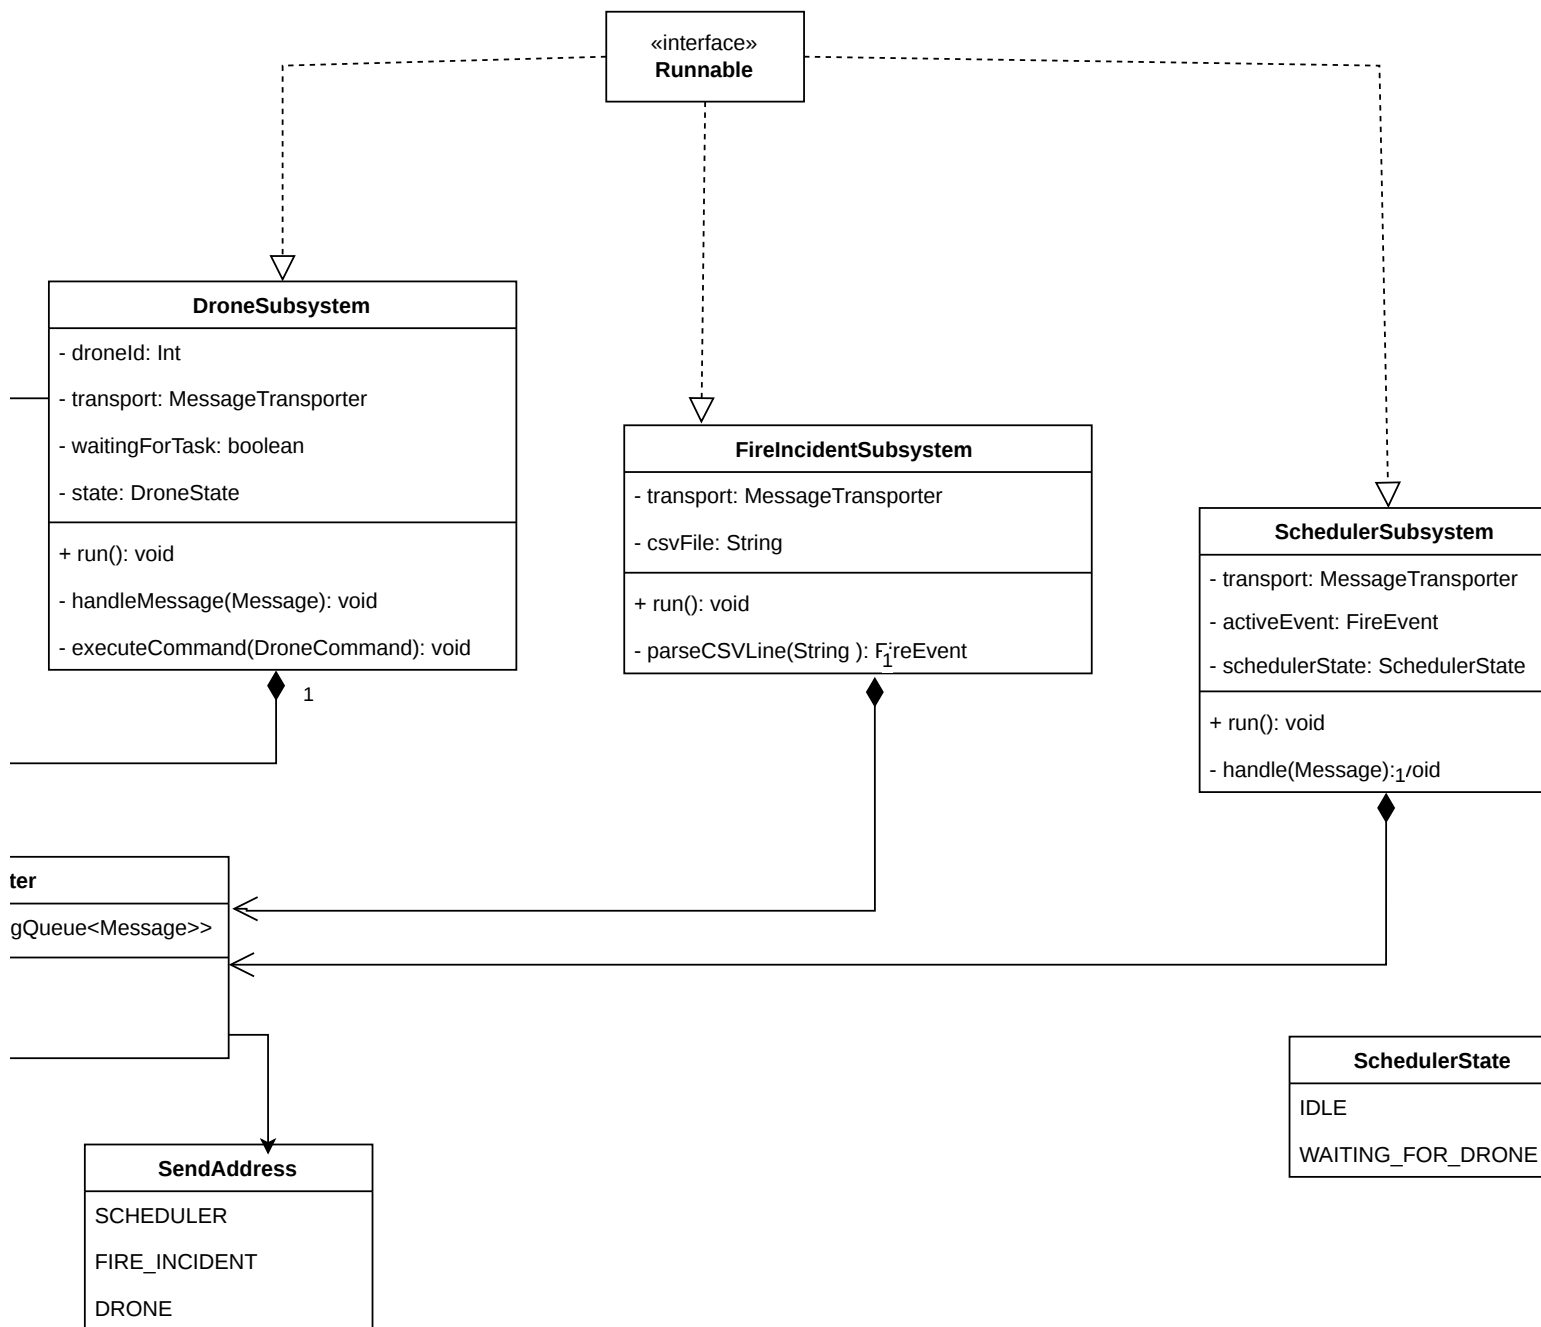 «interface»
Runnable
DroneSubsystem
- droneId: Int
- transport: MessageTransporter
- waitingForTask: boolean
- state: DroneState
+ run(): void
- handleMessage(Message): void
- executeCommand(DroneCommand): void
1
FireIncidentSubsystem
- transport: MessageTransporter
- csvFile: String
+ run(): void
- parseCSVLine(String ): FireEvent
1
SchedulerSubsystem
- transport: MessageTransporter
- activeEvent: FireEvent
- schedulerState: SchedulerState
+ run(): void
- handle(Message): void
1
ter
gQueue<Message>>
SendAddress
SCHEDULER
FIRE_INCIDENT
DRONE
SchedulerState
IDLE
WAITING_FOR_DRONE